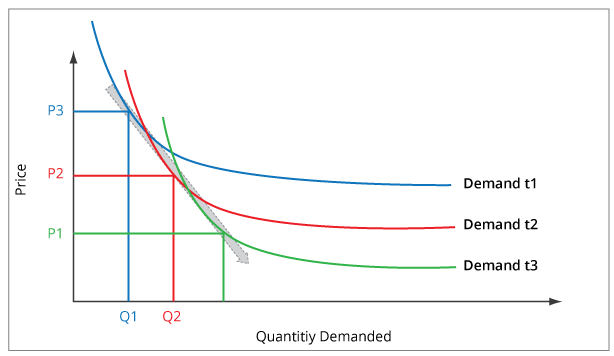 P3
P2
P1
Price
Demand t1
Demand t2
Demand t3
Q1
Q2
Quantitiy Demanded